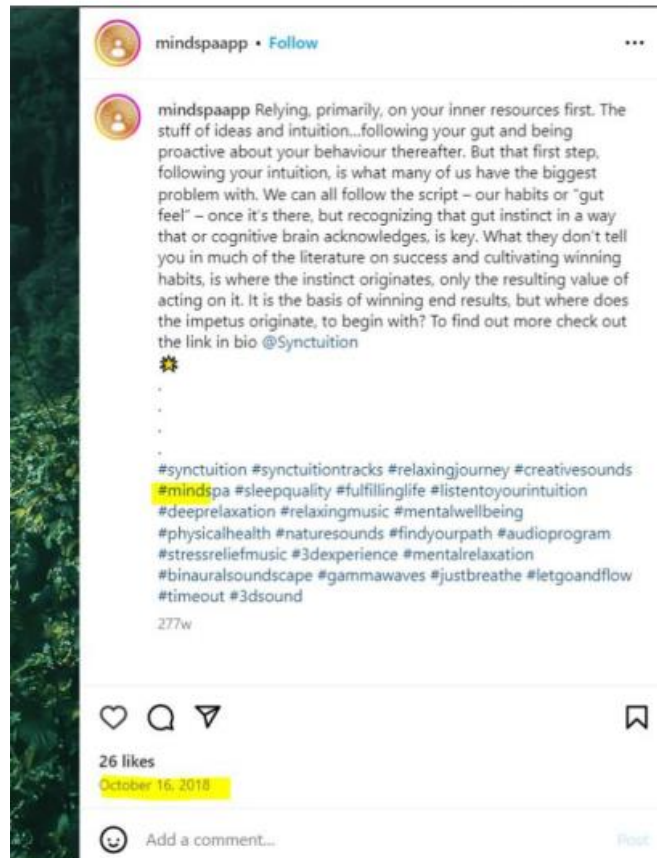 mindspaapp • Follow
mindspaapp Relying, primarily, on your inner resources first. The
stuff of ideas and intuition...following your gut and being
proactive about your behaviour thereafter. But that first step,
following your intuition, is what many of us have the biggest
problem with. We can all follow the script – our habits or "gut
feel" – once it's there, but recognizing that gut instinct in a way
that or cognitive brain acknowledges, is key. What they don't tell
you in much of the literature on success and cultivating winning
habits, is where the instinct originates, only the resulting value of
acting on it. It is the basis of winning end results, but where does
the impetus originate, to begin with? To find out more check out
the link in bio @Synctuition
.
.
.
.
#synctuition #synctuitiontracks #relaxingjourney #creativesounds
#mindspa #sleepquality #fulfillinglife #listentoyourintuition
#deeprelaxation #relaxingmusic #mentalwellbeing
#physicalhealth #naturesounds #findyourpath #audioprogram
#stressreliefmusic #3dexperience #mentalrelaxation
#binauralsoundscape #gammawaves #justbreathe #letgoandflow
#timeout #3dsound
277w
26 likes
October 16, 2018
Add a comment...
Post